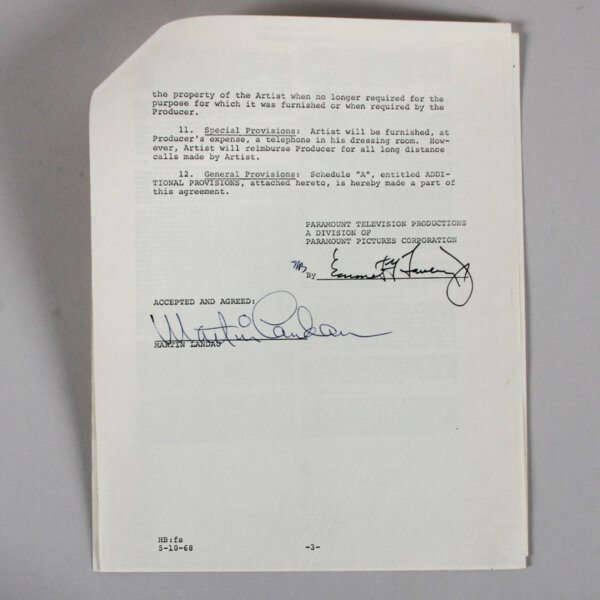 the property of the Artist when no longer required for the
purpose for which it was furnished or when required by the
Producer.
11. Special Provisions: Artist will be furnished, at
Producer's expense, a telephone in his dressing room. How-
ever, Artist will reimburse Producer for all long distance
calls made by Artist.
12. General Provisions: Schedule "A", entitled ADDI-
TIONAL PROVISIONS, attached hereto, is hereby made a part of
this agreement.
PARAMOUNT TELEVISION PRODUCTIONS
A DIVISION OF
PARAMOUNT PICTURES CORPORATION
By
ACCEPTED AND AGREED:
Martin Landau
MARTIN LANDAU
HB:fs
5-10-68
-3-